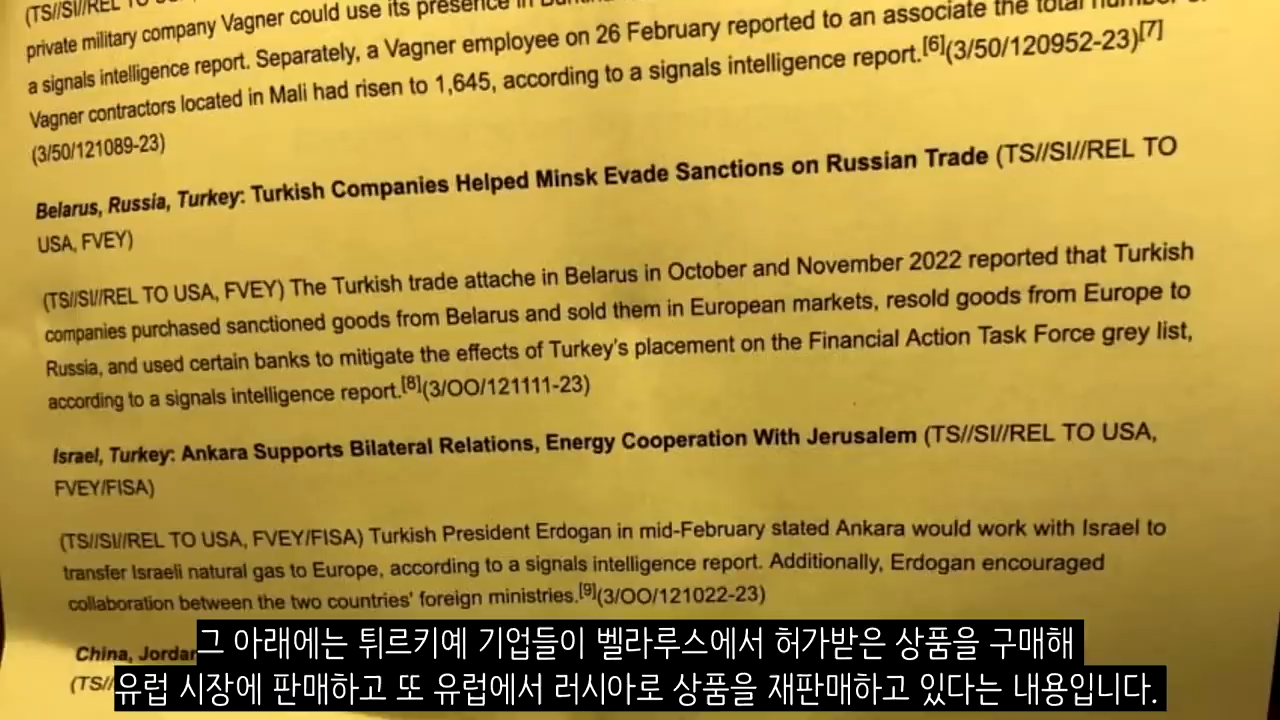 (TS//SI//REL TO
private military company Vagner could use its presence in
a signals intelligence report. Separately, a Vagner employee on 26 February reported to an associate the total
Vagner contractors located in Mali had risen to 1,645, according to a signals intelligence report.[6](3/50/120952-23)[7]
(3/50/121089-23)
Belarus, Russia, Turkey: Turkish Companies Helped Minsk Evade Sanctions on Russian Trade (TS//SI//REL TO
USA, FVEY)
(TS//SI//REL TO USA, FVEY) The Turkish trade attache in Belarus in October and November 2022 reported that Turkish
companies purchased sanctioned goods from Belarus and sold them in European markets, resold goods from Europe to
Russia, and used certain banks to mitigate the effects of Turkey's placement on the Financial Action Task Force grey list,
according to a signals intelligence report.[8](3/OO/121111-23)
Israel, Turkey: Ankara Supports Bilateral Relations, Energy Cooperation With Jerusalem (TS//SI//REL TO USA,
FVEY/FISA)
(TS//SI//REL TO USA, FVEY/FISA) Turkish President Erdogan in mid-February stated Ankara would work with Israel to
transfer Israeli natural gas to Europe, according to a signals intelligence report. Additionally, Erdogan encouraged
collaboration between the two countries' foreign ministries.[9](3/OO/121022-23)
China, Jordan
(TS//
그 아래에는 튀르키예 기업들이 벨라루스에서 허가받은 상품을 구매해
유럽 시장에 판매하고 또 유럽에서 러시아로 상품을 재판매하고 있다는 내용입니다.